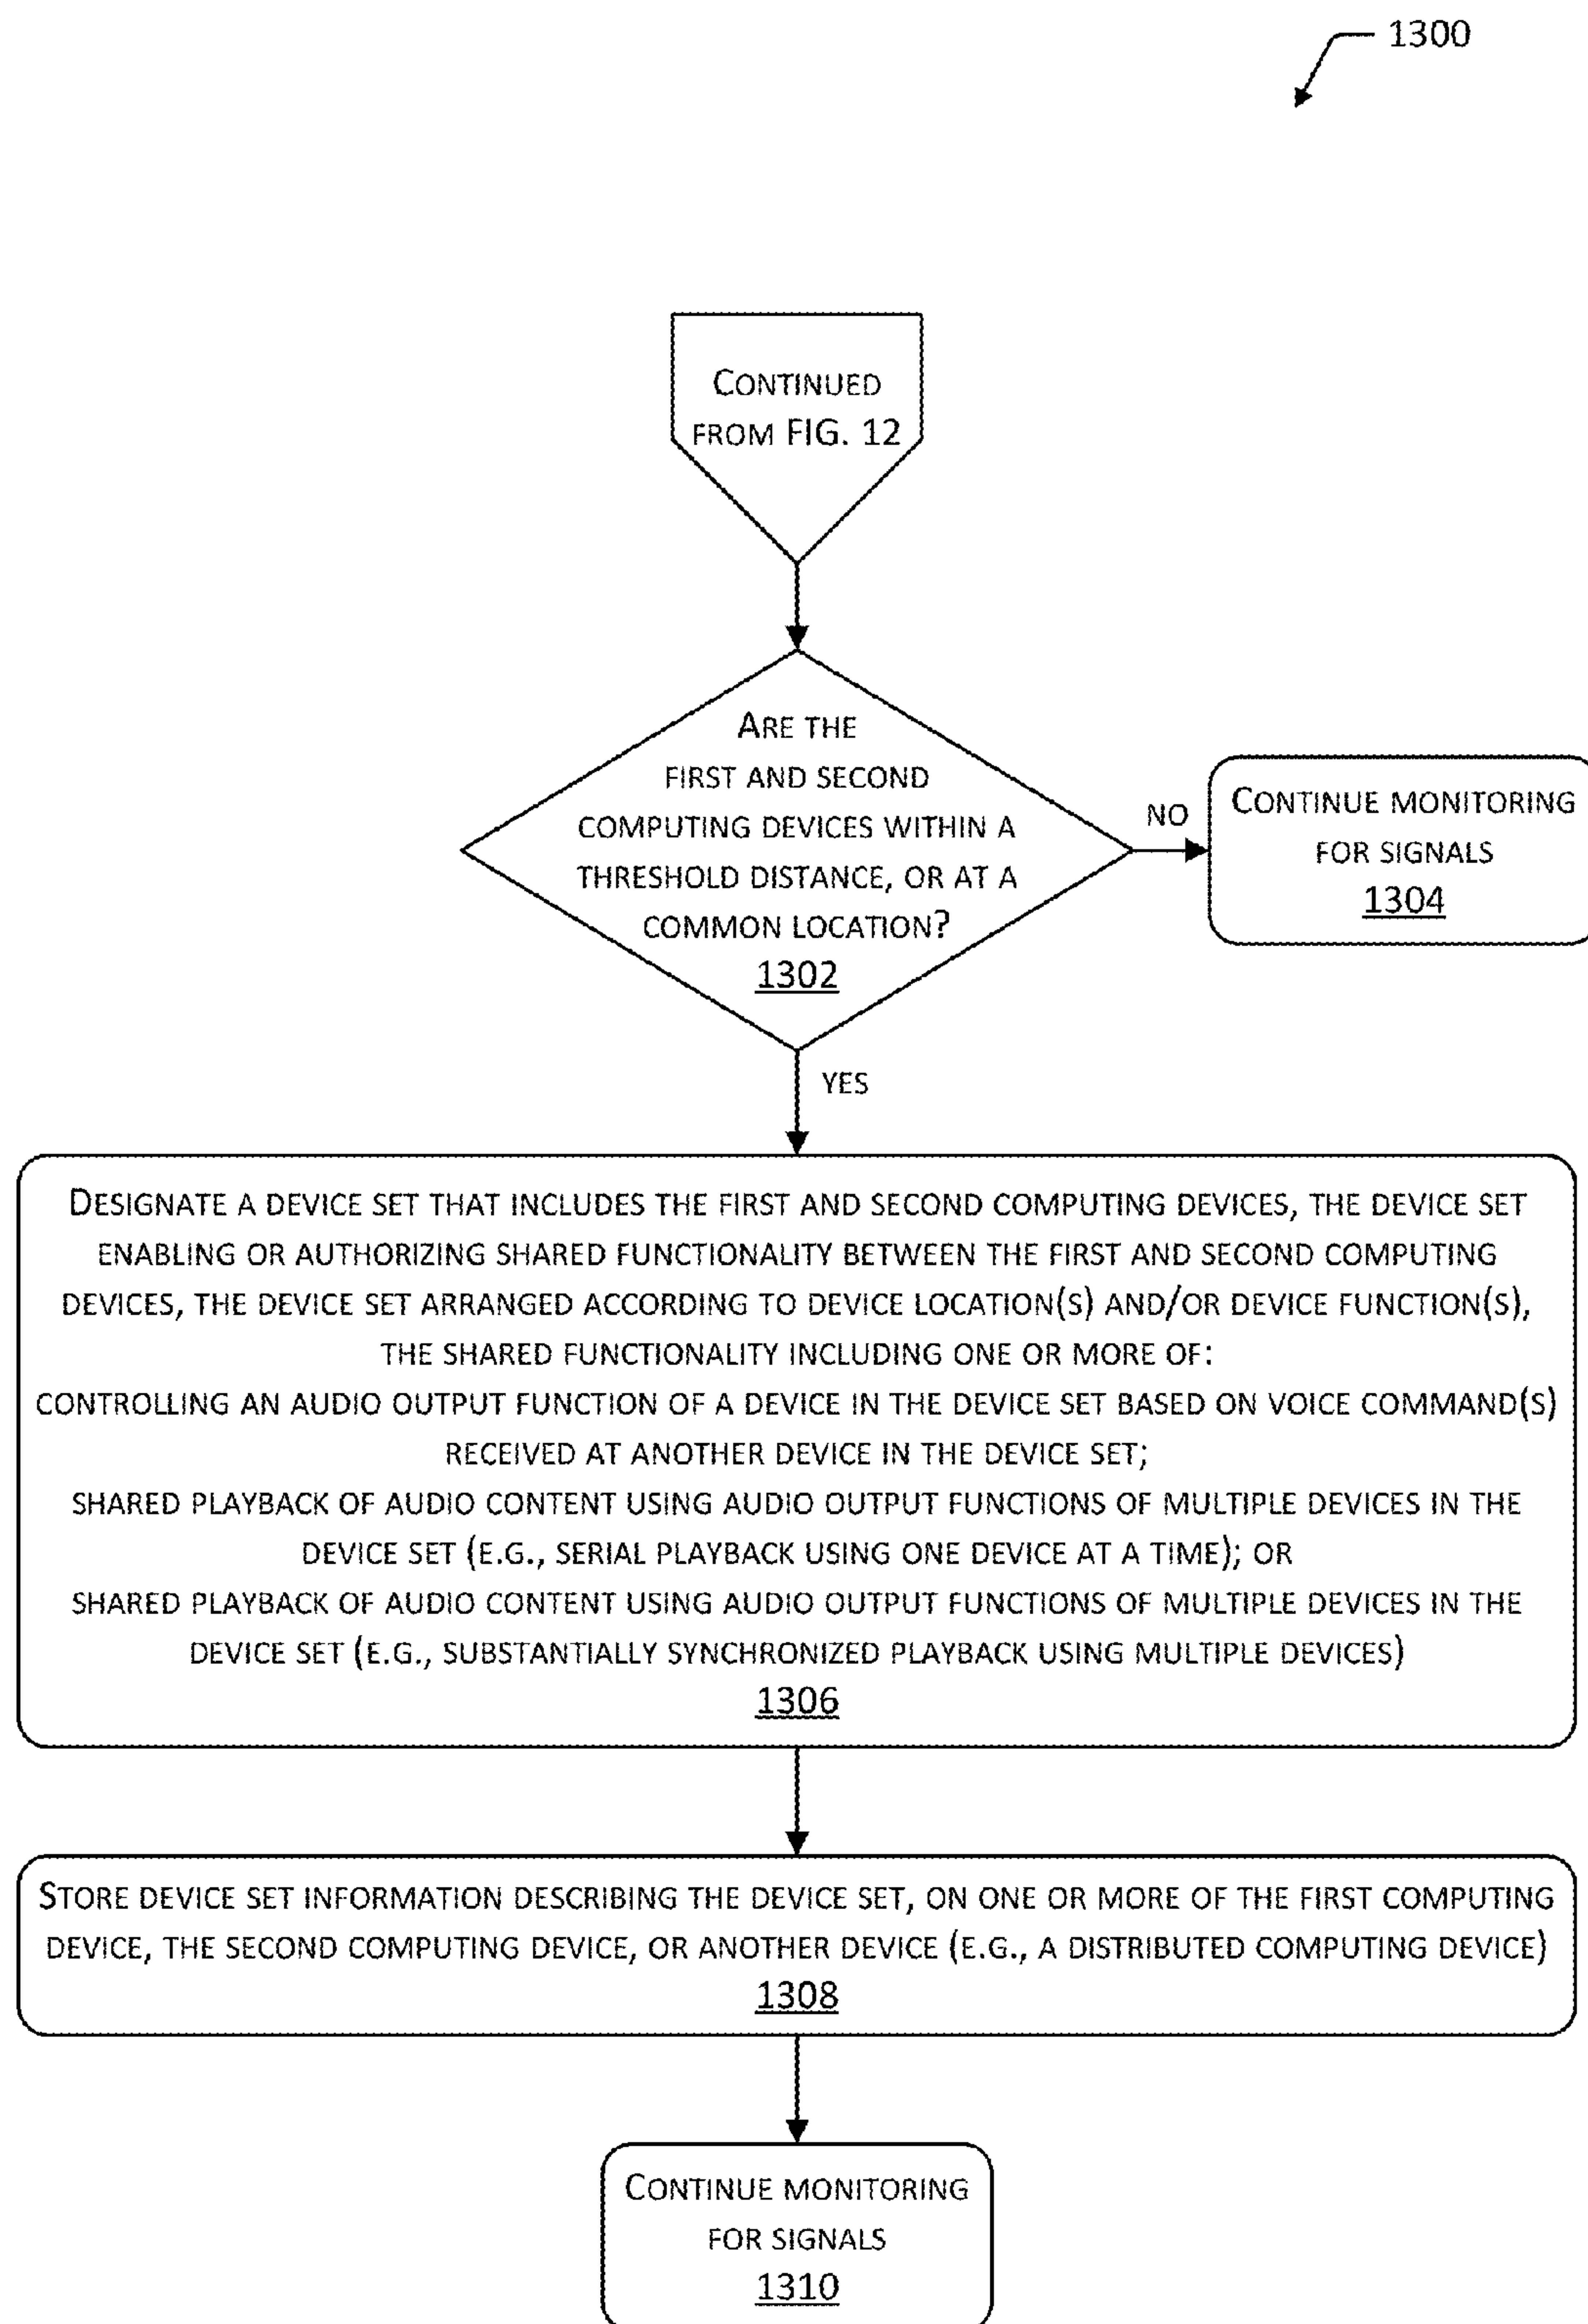 1300
CONTINUED
FROM FIG. 12
ARE THE
FIRST AND SECOND
COMPUTING DEVICES WITHIN A
THRESHOLD DISTANCE, OR AT A
COMMON LOCATION?
1302
NO
CONTINUE MONITORING
FOR SIGNALS
1304
YES
DESIGNATE A DEVICE SET THAT INCLUDES THE FIRST AND SECOND COMPUTING DEVICES, THE DEVICE SET
ENABLING OR AUTHORIZING SHARED FUNCTIONALITY BETWEEN THE FIRST AND SECOND COMPUTING
DEVICES, THE DEVICE SET ARRANGED ACCORDING TO DEVICE LOCATION(S) AND/OR DEVICE FUNCTION(S),
THE SHARED FUNCTIONALITY INCLUDING ONE OR MORE OF:
CONTROLLING AN AUDIO OUTPUT FUNCTION OF A DEVICE IN THE DEVICE SET BASED ON VOICE COMMAND(S)
RECEIVED AT ANOTHER DEVICE IN THE DEVICE SET;
SHARED PLAYBACK OF AUDIO CONTENT USING AUDIO OUTPUT FUNCTIONS OF MULTIPLE DEVICES IN THE
DEVICE SET (E.G., SERIAL PLAYBACK USING ONE DEVICE AT A TIME); OR
SHARED PLAYBACK OF AUDIO CONTENT USING AUDIO OUTPUT FUNCTIONS OF MULTIPLE DEVICES IN THE
DEVICE SET (E.G., SUBSTANTIALLY SYNCHRONIZED PLAYBACK USING MULTIPLE DEVICES)
1306
STORE DEVICE SET INFORMATION DESCRIBING THE DEVICE SET, ON ONE OR MORE OF THE FIRST COMPUTING
DEVICE, THE SECOND COMPUTING DEVICE, OR ANOTHER DEVICE (E.G., A DISTRIBUTED COMPUTING DEVICE)
1308
CONTINUE MONITORING
FOR SIGNALS
1310